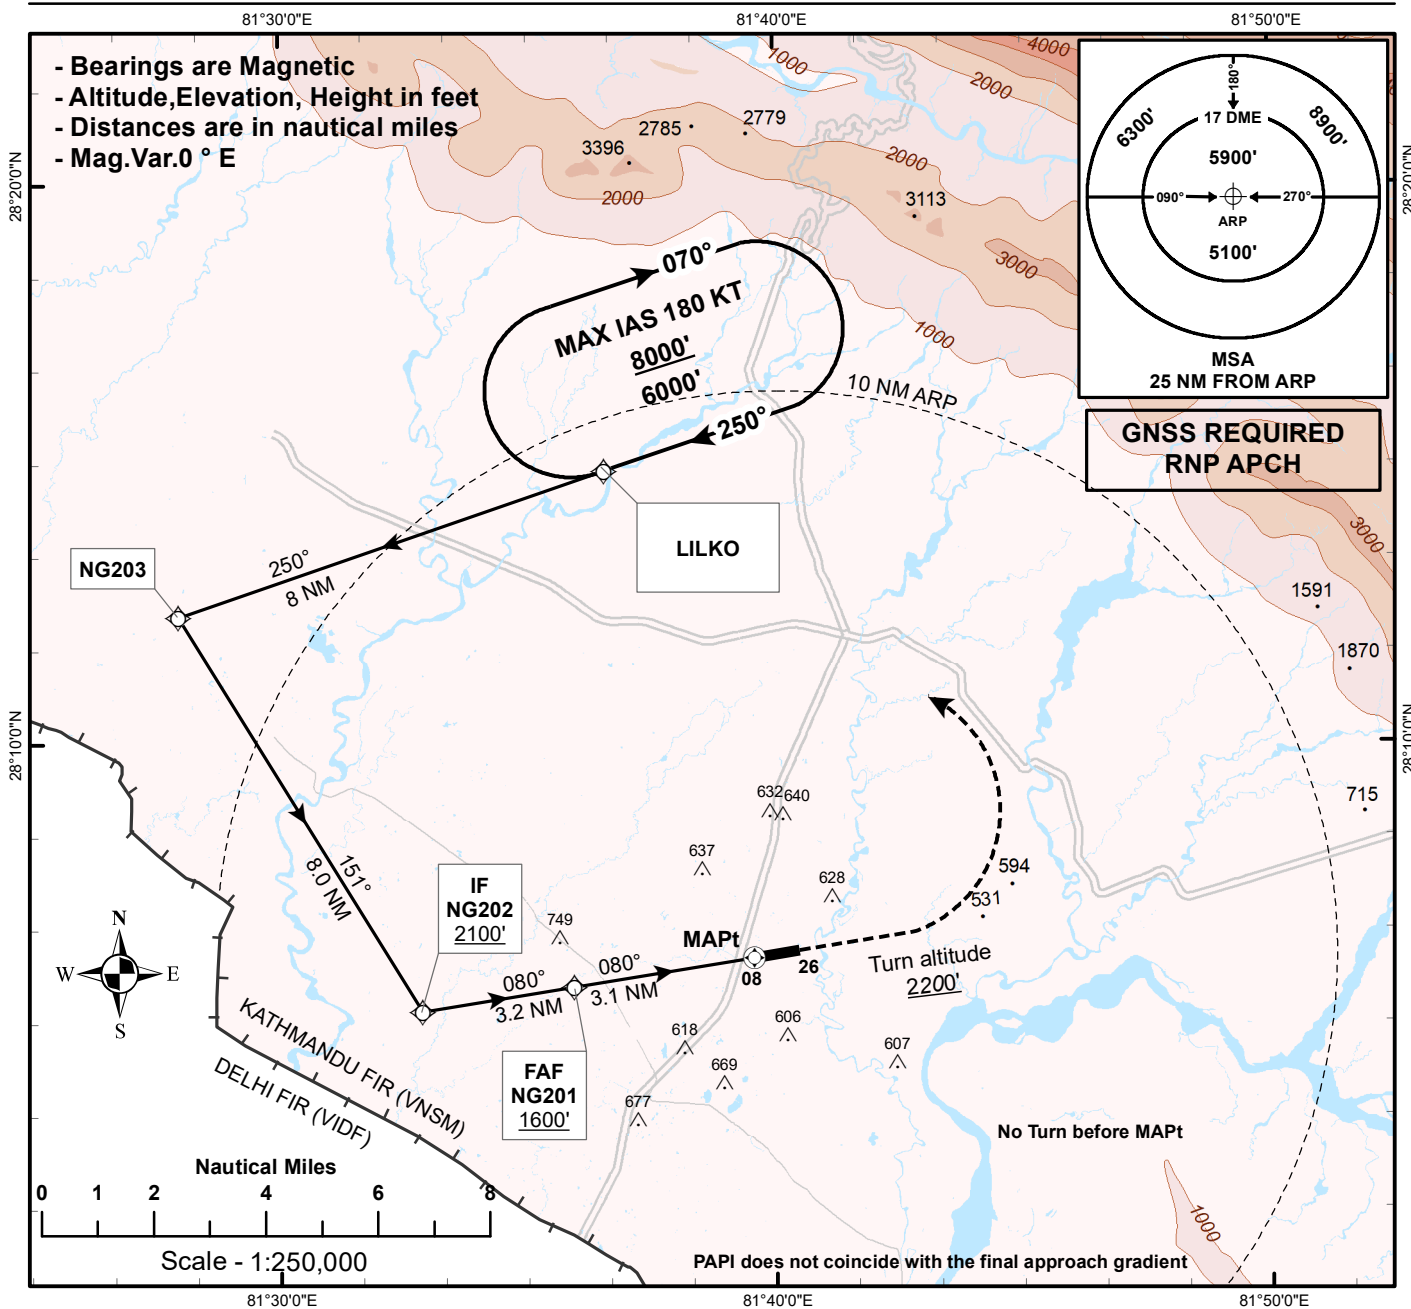 81°30'0"E
81°40'0"E
81°50'0"E
- Bearings are Magnetic
- Altitude,Elevation, Height in feet
- Distances are in nautical miles
- Mag.Var.0 ° E
28°20'0"N
28°20'0"N
1000
4000
2000
2785
2779
3396
2000
2000
3113
3000
1000
180°
17 DME
6300'
8900'
5900'
090°
270°
ARP
5100'
MSA
25 NM FROM ARP
GNSS REQUIRED
RNP APCH
070°
MAX IAS 180 KT
8000'
6000'
250°
10 NM ARP
LILKO
NG203
250°
8 NM
3000
1591
1870
28°10'0"N
28°10'0"N
715
632
640
637
628
594
531
151°
8.0 NM
IF
NG202
2100'
749
MAPt
08
26
080°
3.2 NM
080°
3.1 NM
Turn altitude
2200'
N
W
E
S
618
606
607
669
677
FAF
NG201
1600'
KATHMANDU FIR (VNSM)
DELHI FIR (VIDF)
No Turn before MAPt
1000
Nautical Miles
0 1 2 4 6 8
Scale - 1:250,000
PAPI does not coincide with the final approach gradient
81°30'0"E
81°40'0"E
81°50'0"E